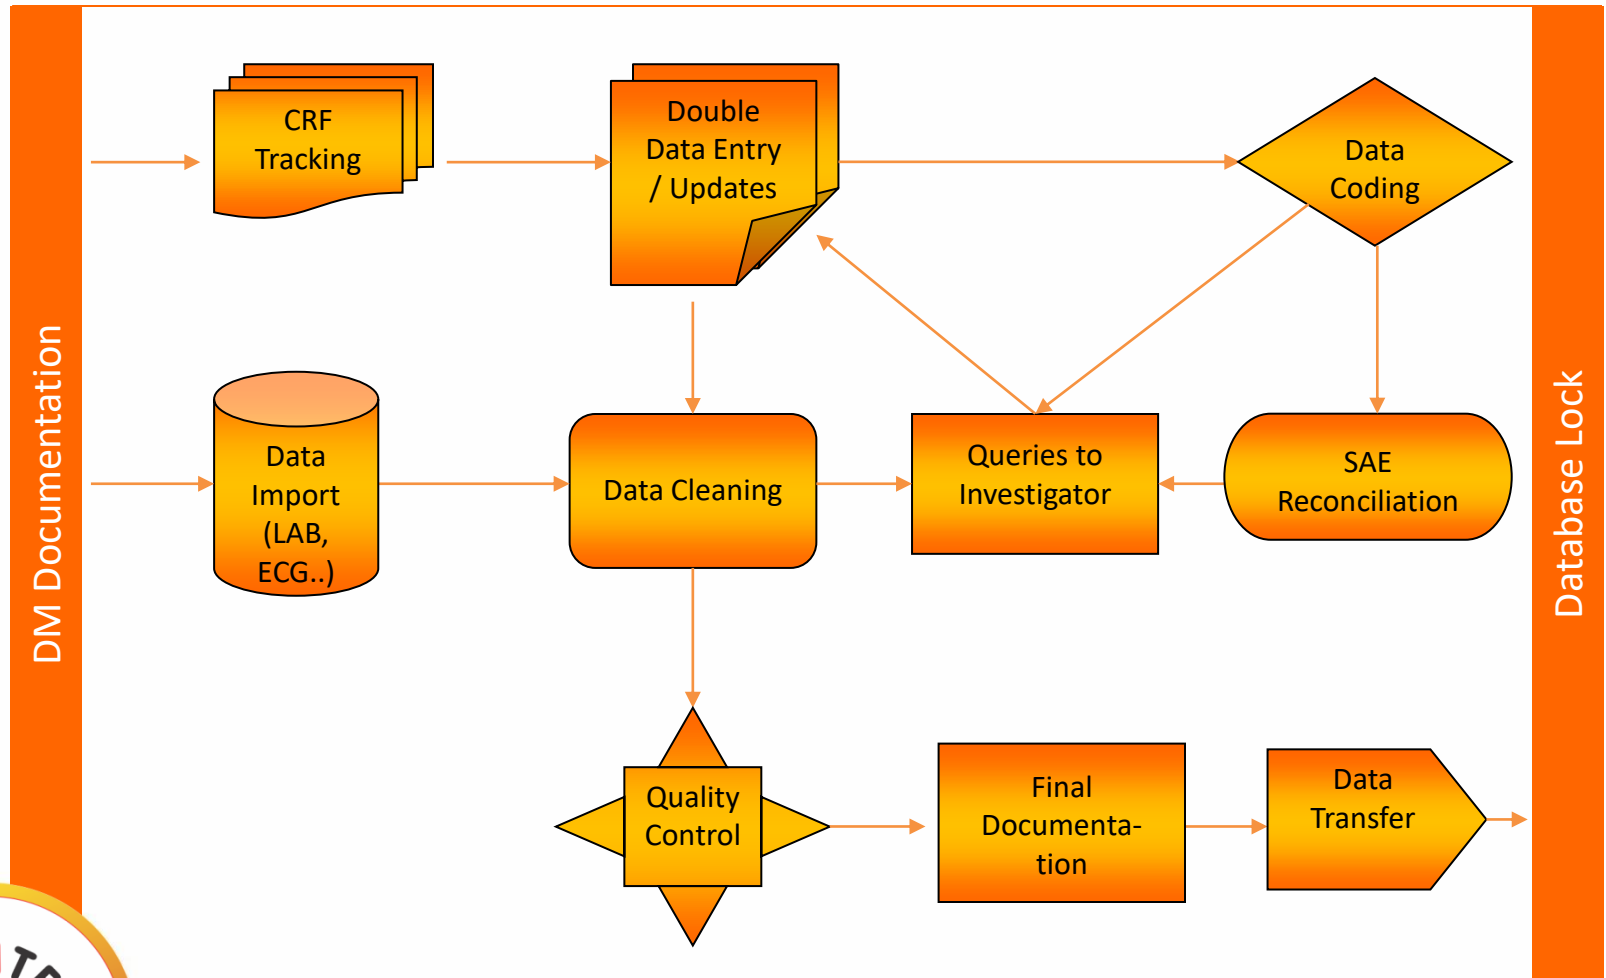 CRF
Tracking
Double
Data Entry
/ Updates
Data
Coding
DM Documentation
Data
Import
(LAB,
ECG..)
Data Cleaning
Queries to
Investigator
SAE
Reconciliation
Database Lock
Quality
Control
Final
Documenta-
tion
Data
Transfer